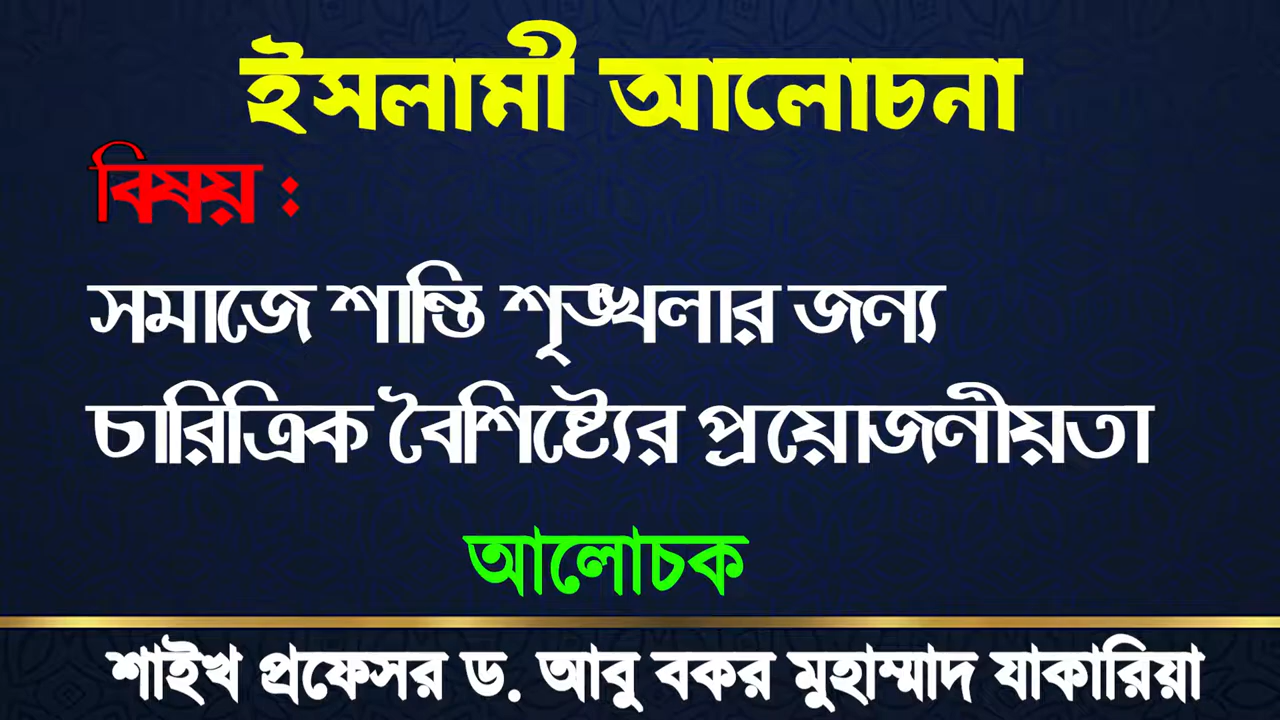 ইসলামী আলোচনা
বিষয় :
সমাজে শান্তি শৃঙ্খলার জন্য
চারিত্রিক বৈশিষ্ট্যের প্রয়োজনীয়তা
আলোচক
শাইখ প্রফেসর ড. আবু বকর মুহাম্মাদ যাকারিয়া